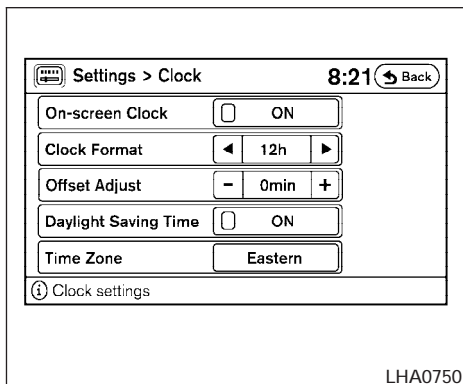 Settings > Clock 8:21 Back
On-screen Clock ON
Clock Format 12h
Offset Adjust - 0min +
Daylight Saving Time ON
Time Zone Eastern
i Clock settings
LHA0750